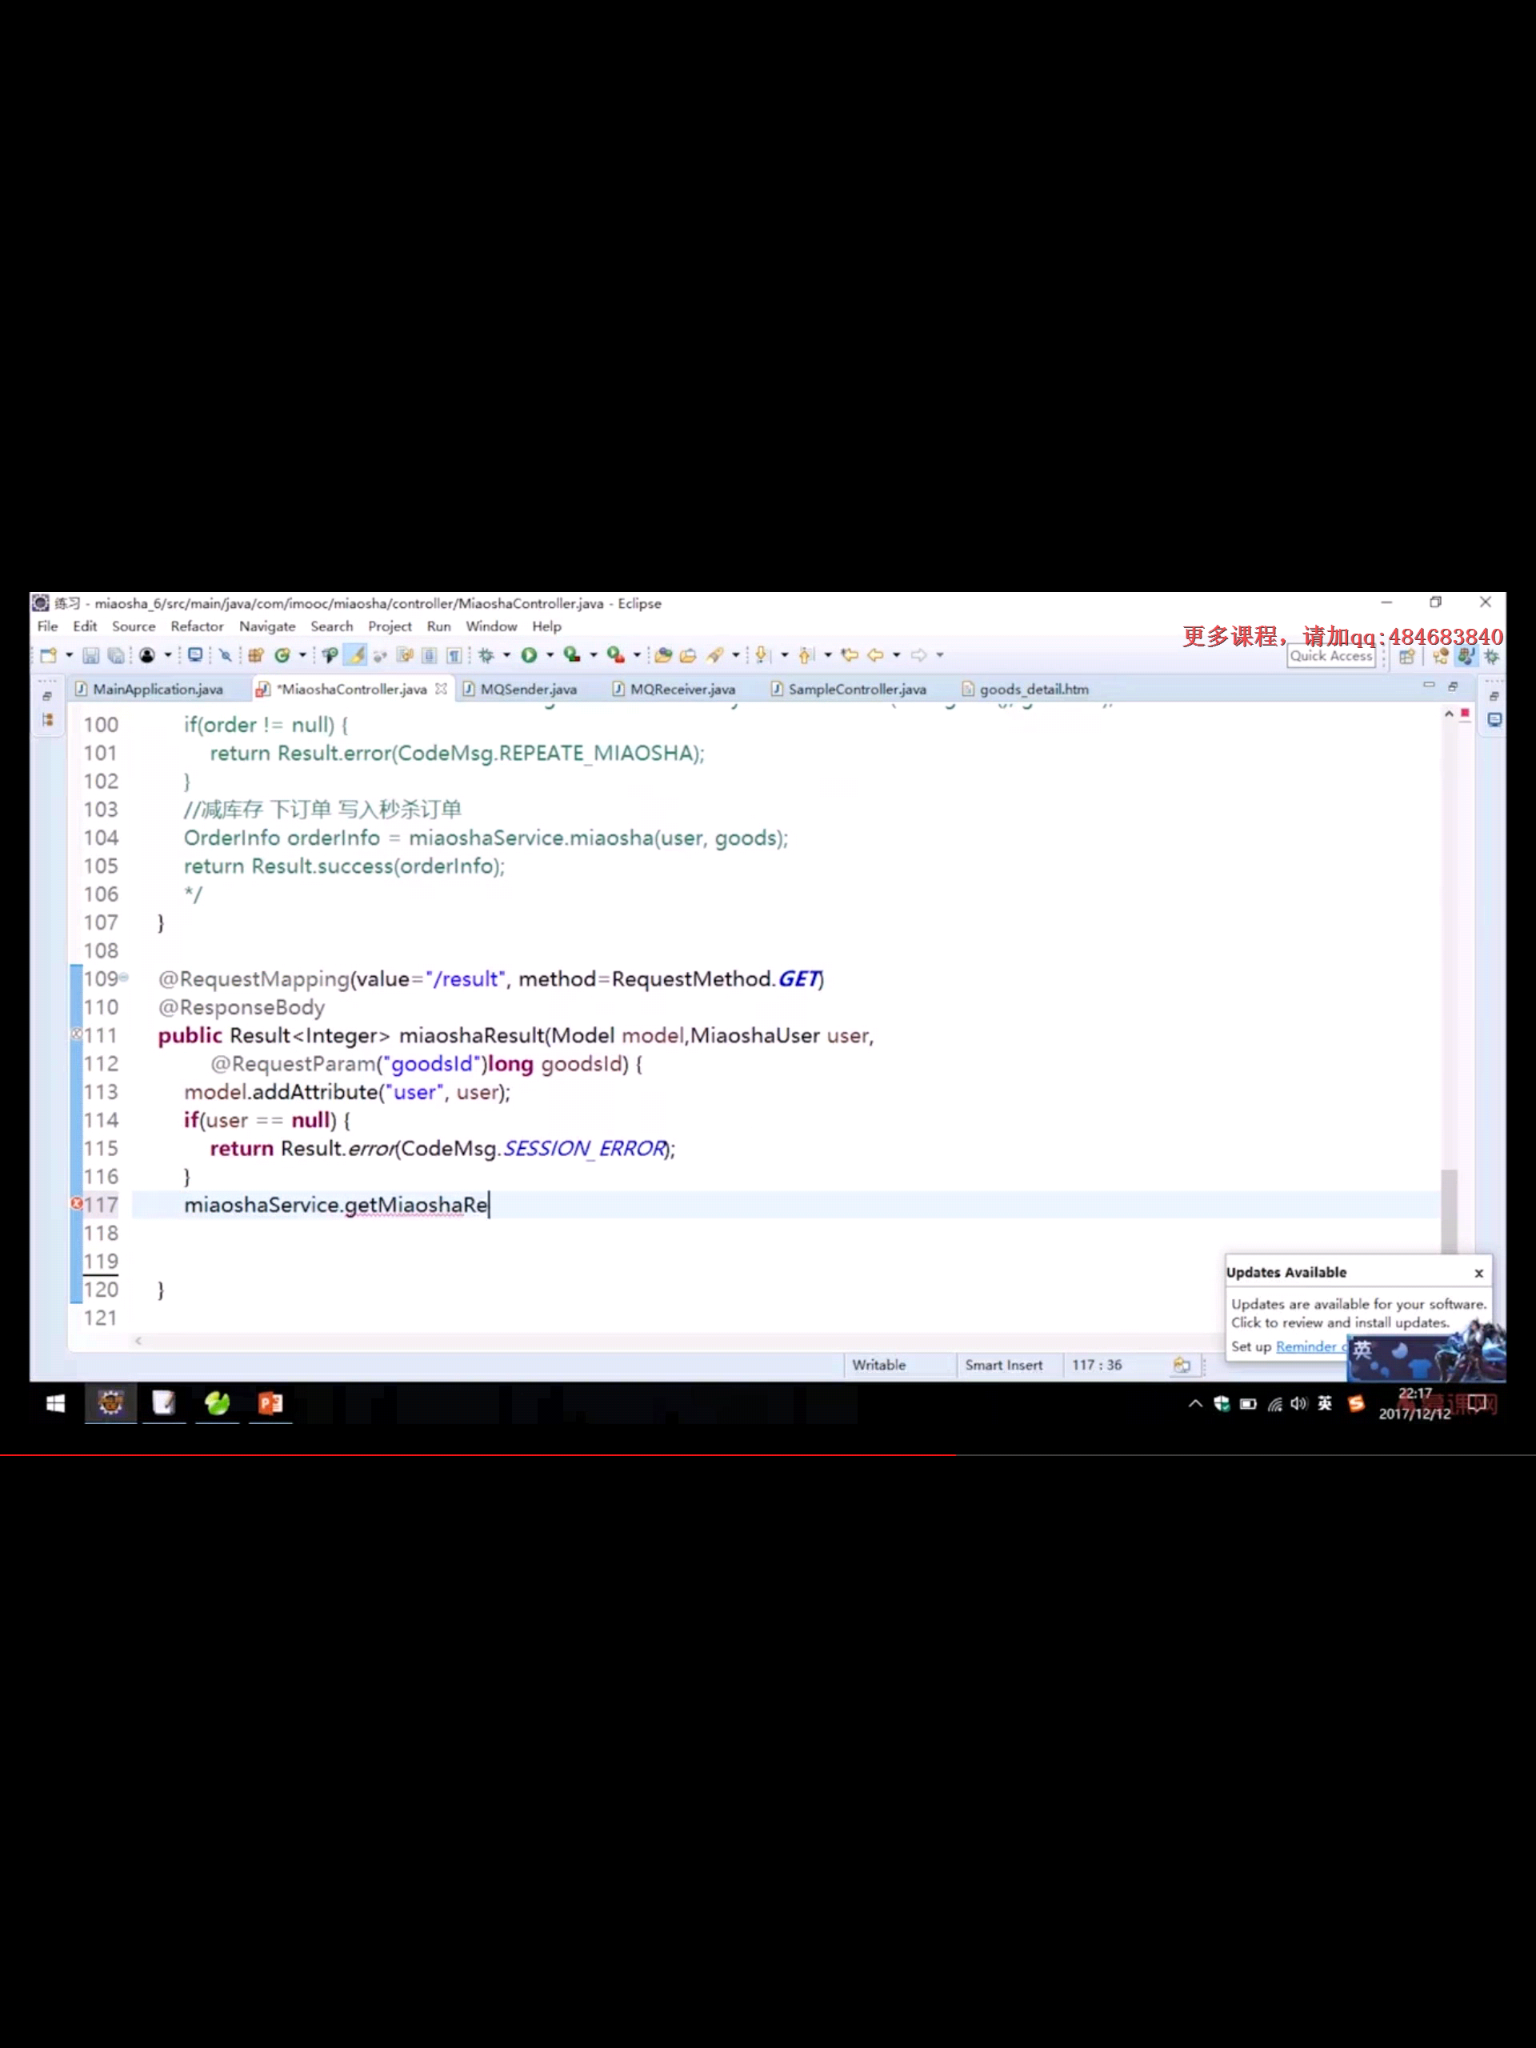 练习 - miaosha_6/src/main/java/com/imooc/miaosha/controller/MiaoshaController.java - Eclipse
File Edit Source Refactor Navigate Search Project Run Window Help
更多课程，请加qq:484683840
Quick Access
MainApplication.java *MiaoshaController.java MQSender.java MQReceiver.java SampleController.java goods_detail.htm
100 if(order != null) {
101 return Result.error(CodeMsg.REPEATE_MIAOSHA);
102 }
103 //减库存 下订单 写入秒杀订单
104 OrderInfo orderInfo = miaoshaService.miaosha(user, goods);
105 return Result.success(orderInfo);
106 */
107 }
108
109 @RequestMapping(value="/result", method=RequestMethod.GET)
110 @ResponseBody
111 public Result<Integer> miaoshaResult(Model model,MiaoshaUser user,
112 @RequestParam("goodsId")long goodsId) {
113 model.addAttribute("user", user);
114 if(user == null) {
115 return Result.error(CodeMsg.SESSION_ERROR);
116 }
117 miaoshaService.getMiaoshaRe
118
119
120 }
121
Updates Available x
Updates are available for your software.
Click to review and install updates.
Set up Reminder
英
Writable Smart Insert 117 : 36
英
22:17
2017/12/12